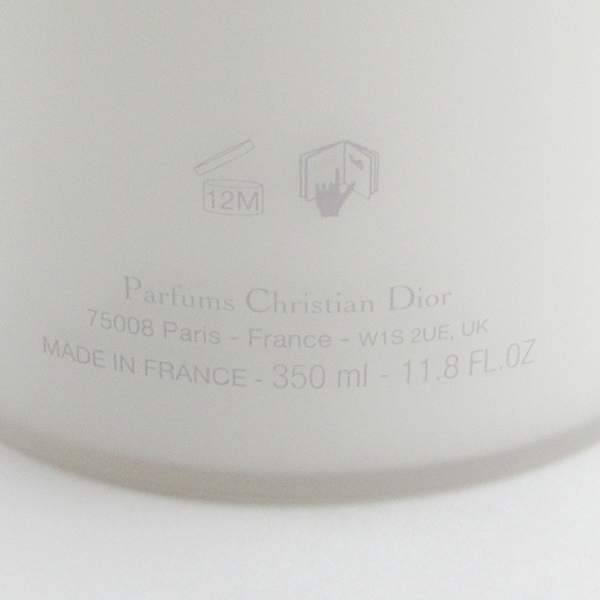 12M
Parfums Christian Dior
75008 Paris - France - W1S 2UE, UK
MADE IN FRANCE - 350 ml - 11.8 FL.OZ